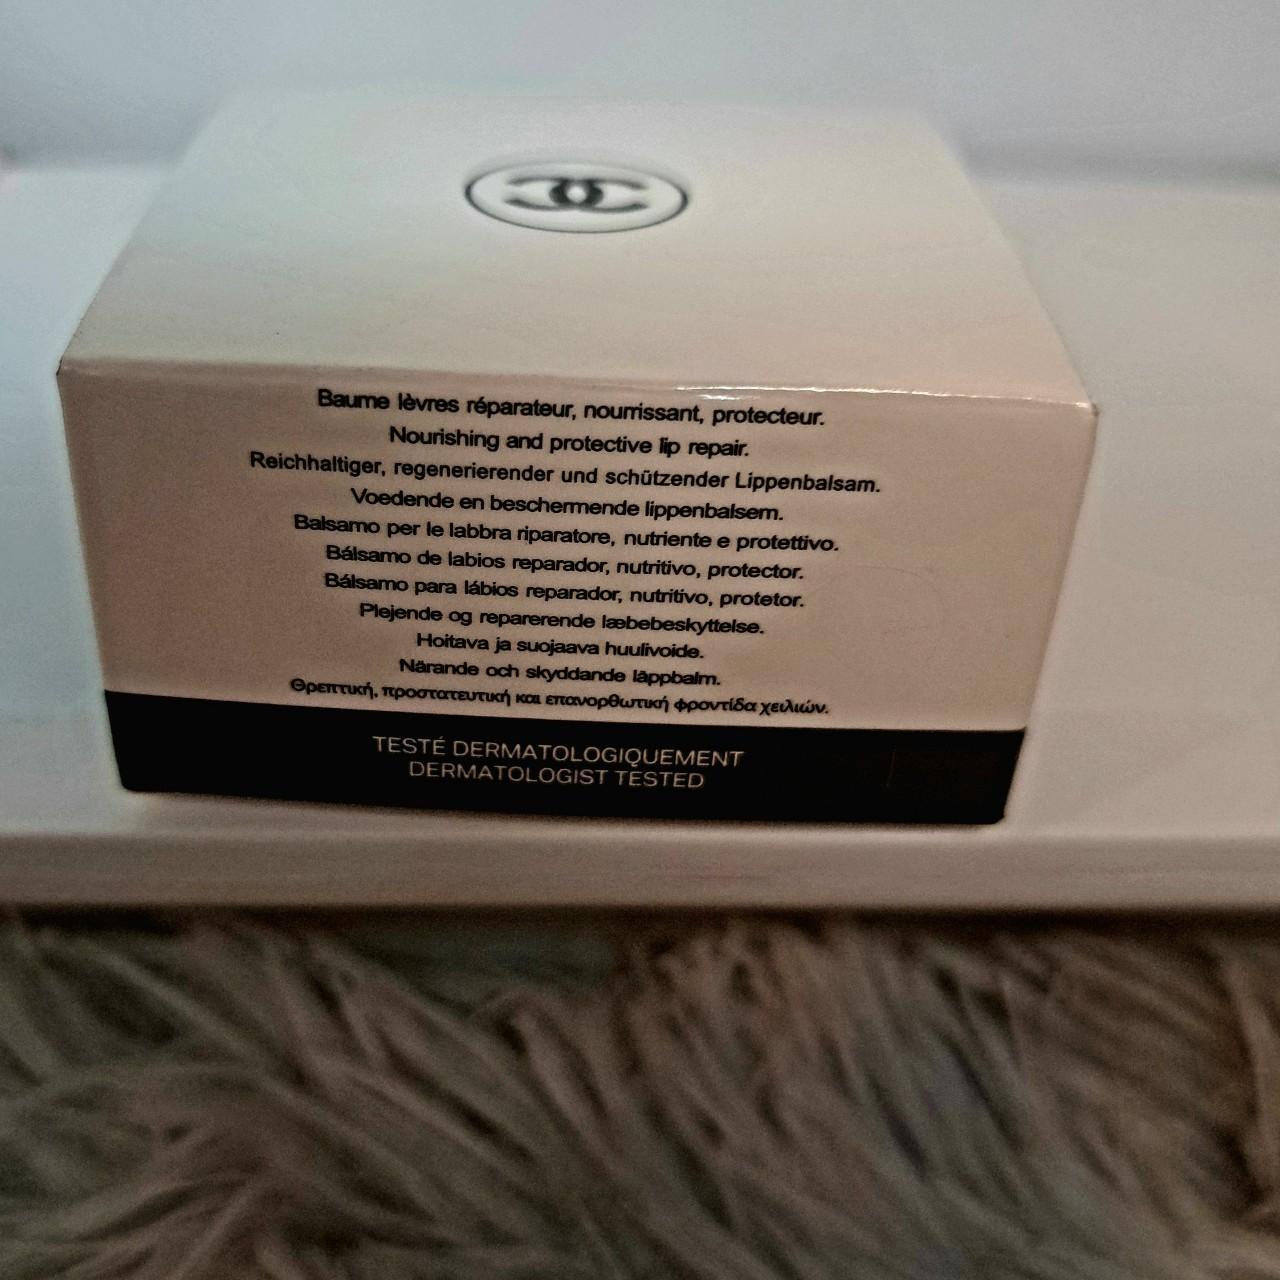 Baume lèvres réparateur, nourrissant, protecteur.
Nourishing and protective lip repair.
Reichhaltiger, regenerierender und schützender Lippenbalsam.
Voedende en beschermende lippenbalsem.
Balsamo per le labbra riparatore, nutriente e protettivo.
Bálsamo de labios reparador, nutritivo, protector.
Bálsamo para lábios reparador, nutritivo, protetor.
Plejende og reparerende læbebeskyttelse.
Hoitava ja suojaava huulivoide.
Närande och skyddande läppbalm.
Θρεπτική, προστατευτική και επανορθωτική φροντίδα χειλιών.
TESTÉ DERMATOLOGIQUEMENT
DERMATOLOGIST TESTED